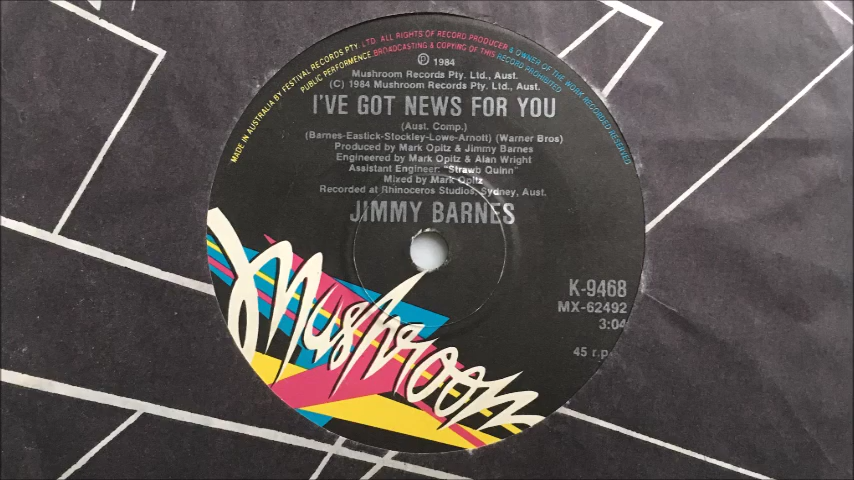 MADE IN AUSTRALIA BY FESTIVAL RECORDS PTY. LTD. ALL RIGHTS OF RECORD PRODUCER & OWNER OF THE WORK RECORDED RESERVED
PUBLIC PERFORMENCE BROADCASTING & COPYING OF THIS RECORD PROHIBITED
Ⓟ 1984
Mushroom Records Pty. Ltd., Aust.
(C) 1984 Mushroom Records Pty. Ltd., Aust.
I'VE GOT NEWS FOR YOU
(Aust. Comp.)
(Barnes-Eastick-Stockley-Lowe-Arnott) (Warner Bros)
Produced by Mark Opitz & Jimmy Barnes
Engineered by Mark Opitz & Alan Wright
Assistant Engineer: "Strawb Quinn"
Mixed by Mark Opitz
Recorded at Rhinoceros Studios, Sydney, Aust.
JIMMY BARNES
K-9468
MX-62492
3:04
45 r.p.
Mushroom